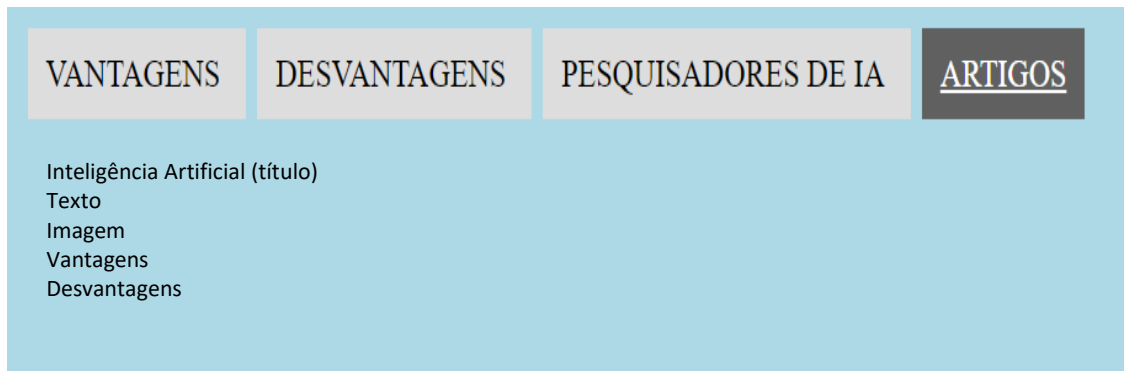 VANTAGENS DESVANTAGENS PESQUISADORES DE IA ARTIGOS
Inteligência Artificial (título)
Texto
Imagem
Vantagens
Desvantagens